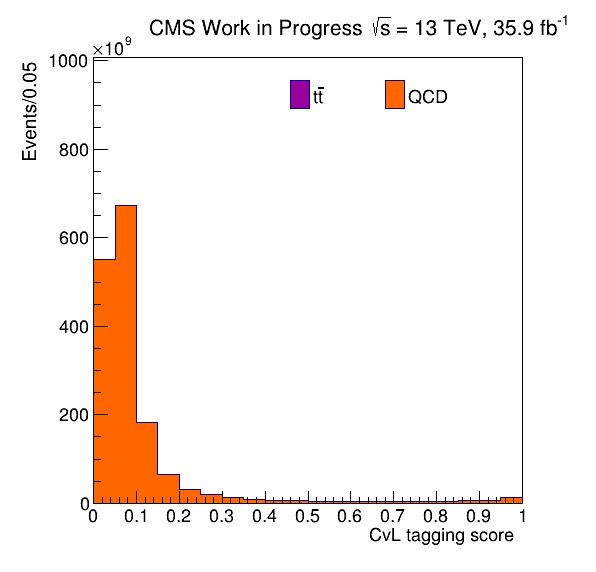 CMS Work in Progress √s = 13 TeV, 35.9 fb⁻¹
×10⁹
Events/0.05
1000
800
600
400
200
0
tt̄
QCD
0 0.1 0.2 0.3 0.4 0.5 0.6 0.7 0.8 0.9 1
CvL tagging score